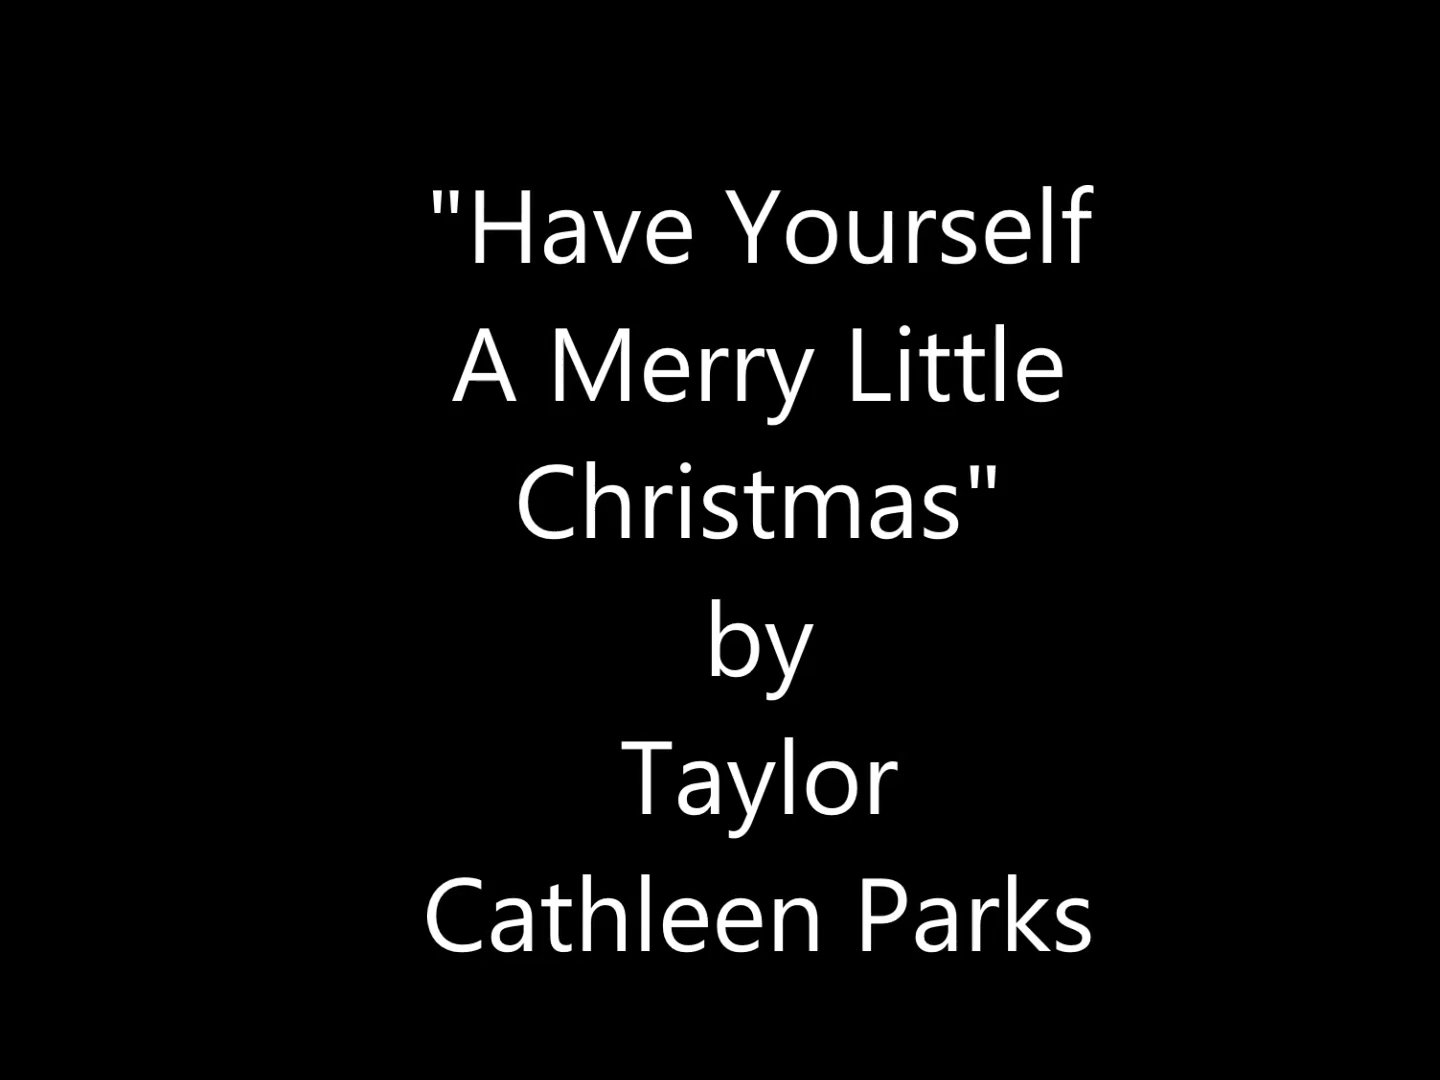 "Have Yourself
A Merry Little
Christmas"
by
Taylor
Cathleen Parks